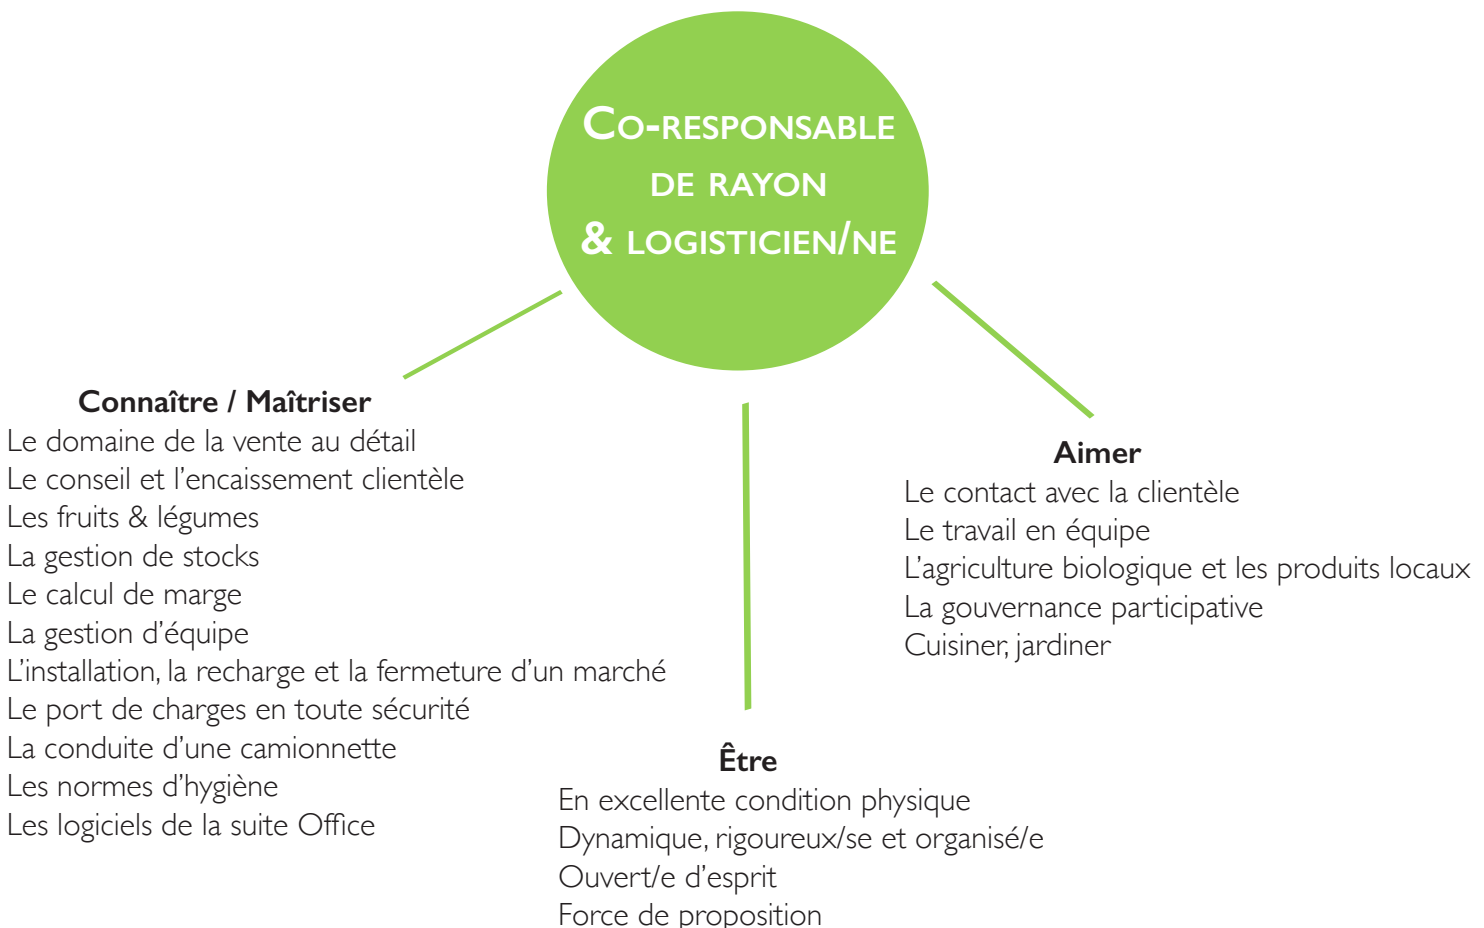 Co-responsable
de rayon
& logisticien/ne
Connaître / Maîtriser
Le domaine de la vente au détail
Le conseil et l’encaissement clientèle
Les fruits & légumes
La gestion de stocks
Le calcul de marge
La gestion d’équipe
L’installation, la recharge et la fermeture d’un marché
Le port de charges en toute sécurité
La conduite d’une camionnette
Les normes d’hygiène
Les logiciels de la suite Office
Être
En excellente condition physique
Dynamique, rigoureux/se et organisé/e
Ouvert/e d’esprit
Force de proposition
Aimer
Le contact avec la clientèle
Le travail en équipe
L’agriculture biologique et les produits locaux
La gouvernance participative
Cuisiner, jardiner